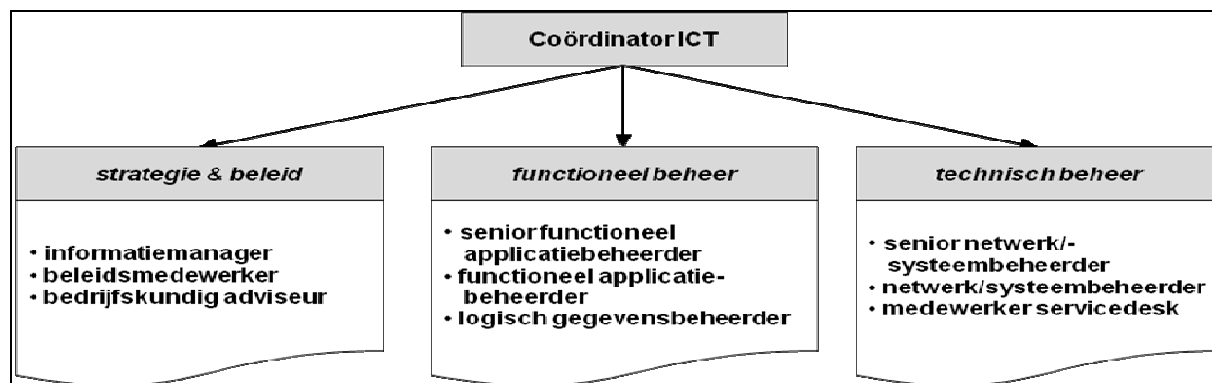 Coördinator ICT
strategie & beleid
• informatiemanager
• beleidsmedewerker
• bedrijfskundig adviseur
functioneel beheer
• senior functioneel
applicatiebeheerder
• functioneel applicatie-
beheerder
• logisch gegevensbeheerder
technisch beheer
• senior netwerk/-
systeembeheerder
• netwerk/systeembeheerder
• medewerker servicedesk